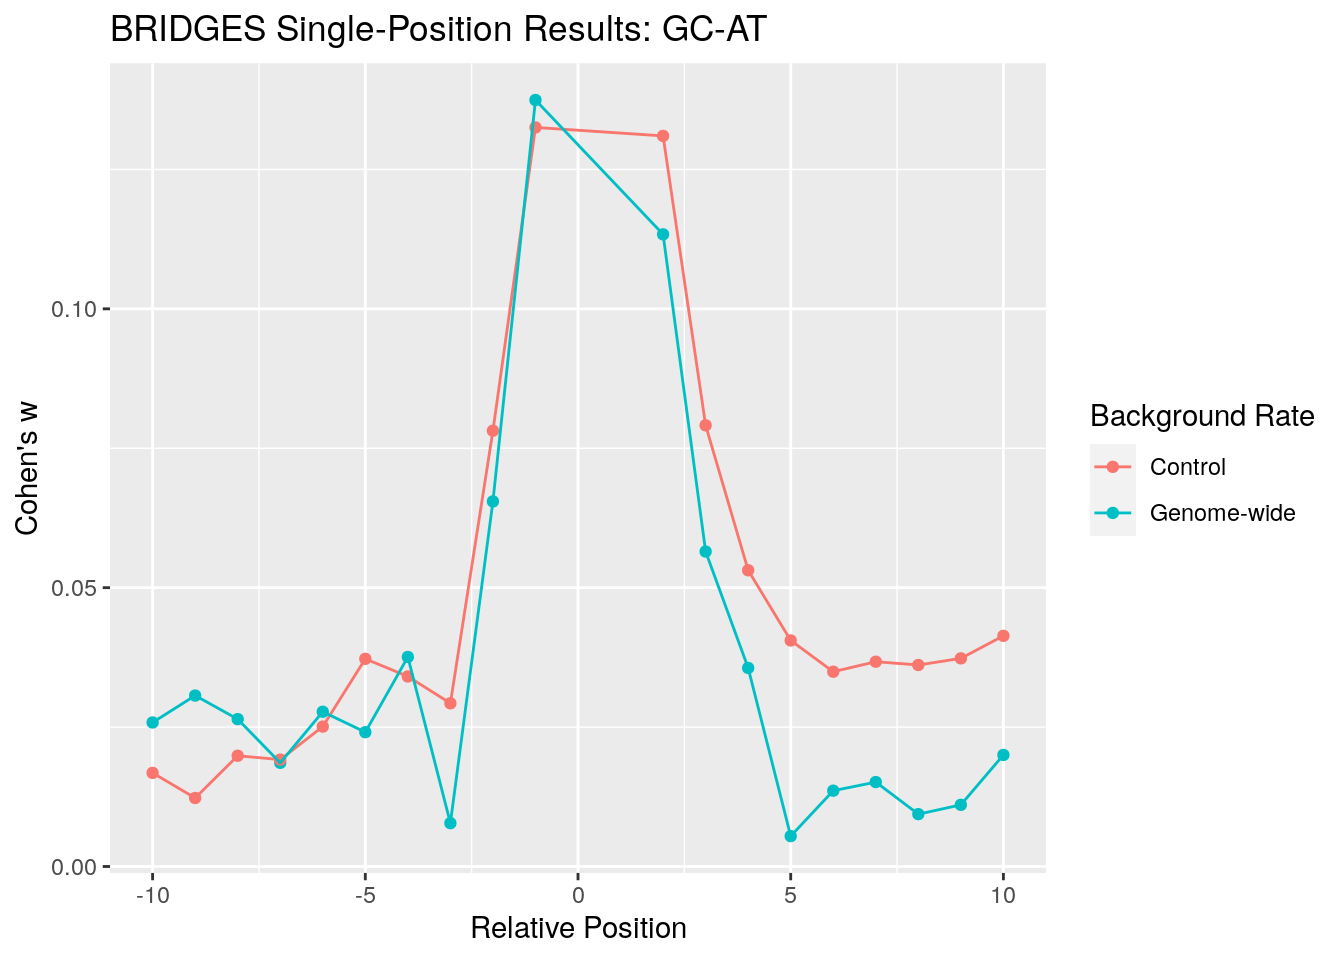 BRIDGES Single-Position Results: GC-AT
Cohen's w
0.10
0.05
0.00
-10
-5
0
5
10
Relative Position
Background Rate
Control
Genome-wide